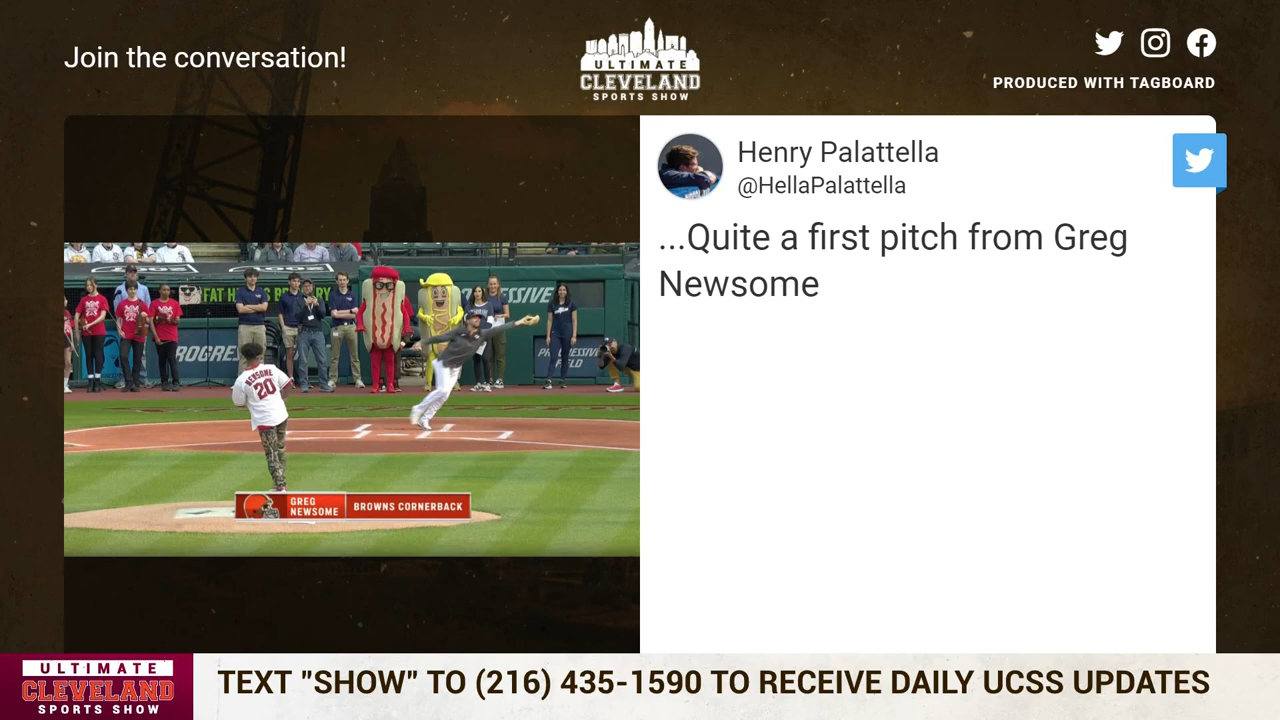 Join the conversation!
ULTIMATE
CLEVELAND
SPORTS SHOW
PRODUCED WITH TAGBOARD
Henry Palattella
@HellaPalattella
...Quite a first pitch from Greg
Newsome
PROGRESSIVE
FIELD
NEWSOME
20
GREG
NEWSOME
BROWNS CORNERBACK
ULTIMATE
CLEVELAND
SPORTS SHOW
TEXT "SHOW" TO (216) 435-1590 TO RECEIVE DAILY UCSS UPDATES